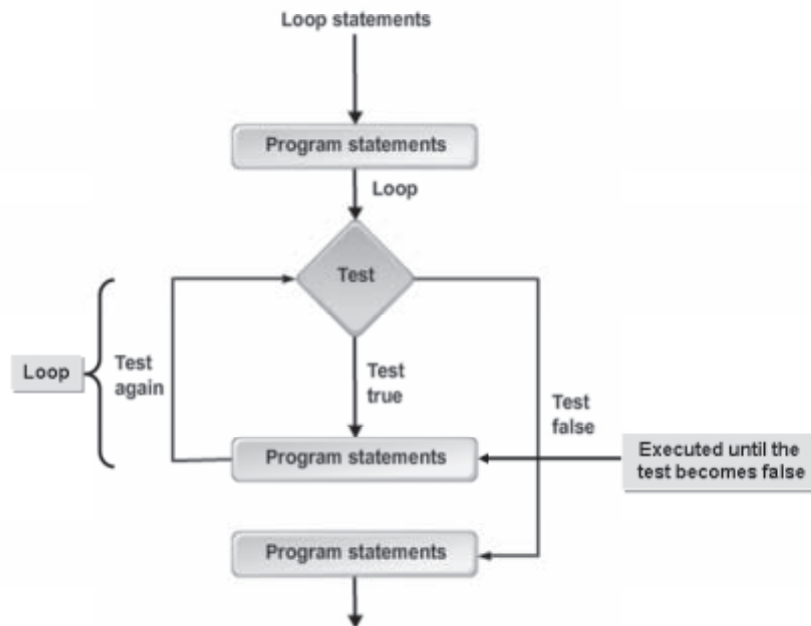 Loop statements
Program statements
Loop
Test
Loop
Test
again
Test
true
Test
false
Program statements
Executed until the
test becomes false
Program statements